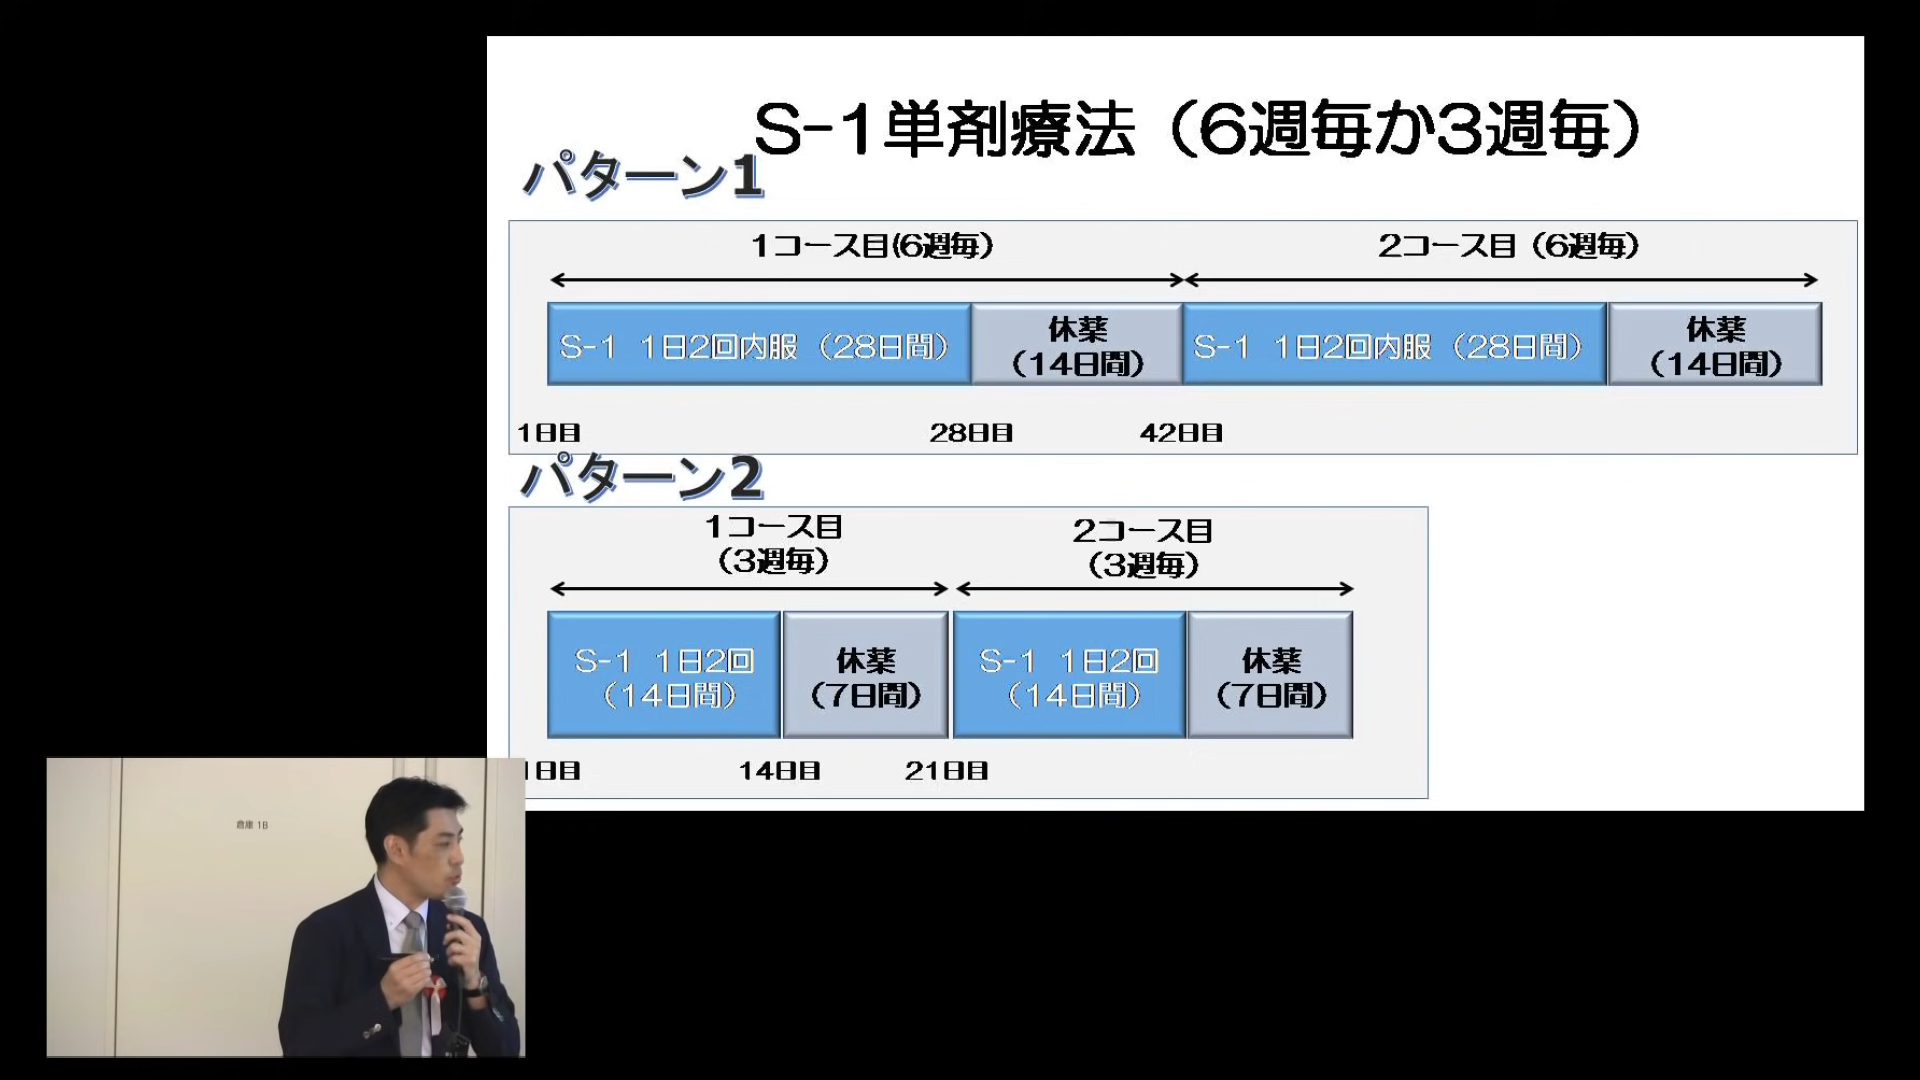 S-1単剤療法（6週毎か3週毎）
パターン1
1コース目(6週毎)
2コース目（6週毎）
S-1 1日2回内服（28日間）
休薬
（14日間）
S-1 1日2回内服（28日間）
休薬
（14日間）
1日目
28日目
42日目
パターン2
1コース目
（3週毎）
2コース目
（3週毎）
S-1 1日2回
（14日間）
休薬
（7日間）
S-1 1日2回
（14日間）
休薬
（7日間）
1日目
14日目
21日目
倉庫 1B